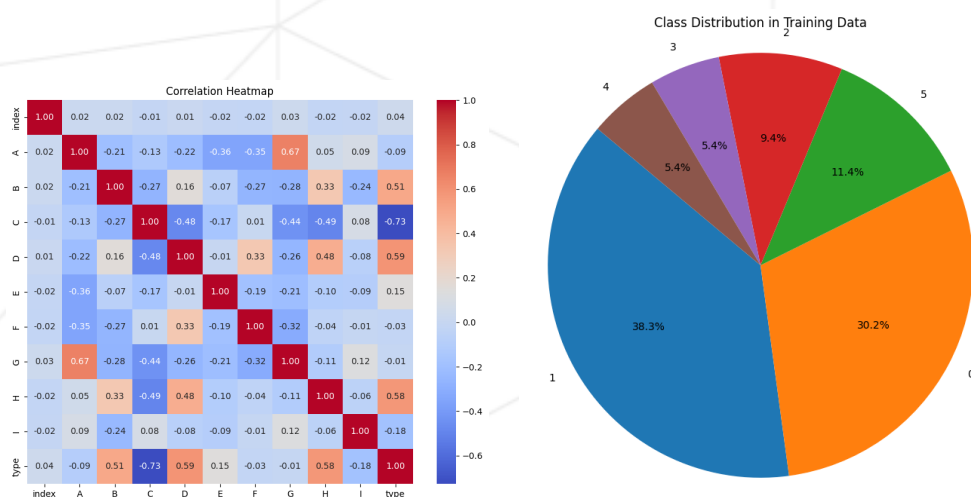 Correlation Heatmap
index 1.00 0.02 0.02 -0.01 0.01 -0.02 -0.02 0.03 -0.02 -0.02 0.04
A 0.02 1.00 -0.21 -0.13 -0.22 -0.36 -0.35 0.67 0.05 0.09 -0.09
B 0.02 -0.21 1.00 -0.27 0.16 -0.07 -0.27 -0.28 0.33 -0.24 0.51
C -0.01 -0.13 -0.27 1.00 -0.48 -0.17 0.01 -0.44 -0.49 0.08 -0.73
D 0.01 -0.22 0.16 -0.48 1.00 -0.01 0.33 -0.26 0.48 -0.08 0.59
E -0.02 -0.36 -0.07 -0.17 -0.01 1.00 -0.19 -0.21 -0.10 -0.09 0.15
F -0.02 -0.35 -0.27 0.01 0.33 -0.19 1.00 -0.32 -0.04 -0.01 -0.03
G 0.03 0.67 -0.28 -0.44 -0.26 -0.21 -0.32 1.00 -0.11 0.12 -0.01
H -0.02 0.05 0.33 -0.49 0.48 -0.10 -0.04 -0.11 1.00 -0.06 0.58
I -0.02 0.09 -0.24 0.08 -0.08 -0.09 -0.01 0.12 -0.06 1.00 -0.18
type 0.04 -0.09 0.51 -0.73 0.59 0.15 -0.03 -0.01 0.58 -0.18 1.00
index A B C D E F G H I type
1.0
0.8
0.6
0.4
0.2
0.0
-0.2
-0.4
-0.6
Class Distribution in Training Data
2
3
4
5
9.4%
5.4%
5.4%
11.4%
38.3%
30.2%
1